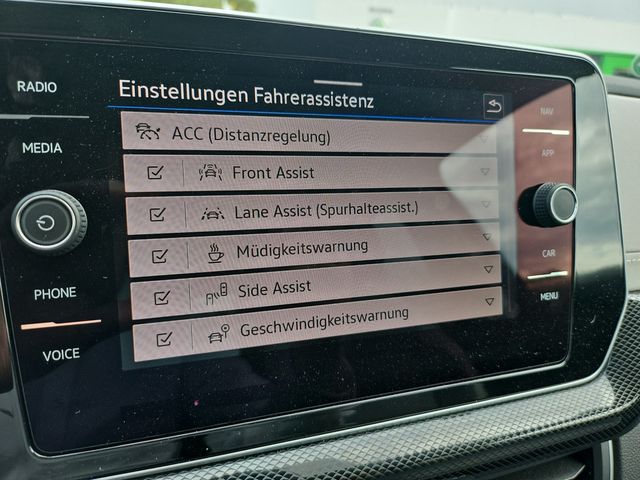 Einstellungen Fahrerassistenz
ACC (Distanzregelung)
Front Assist
Lane Assist (Spurhalteassist.)
Müdigkeitswarnung
Side Assist
Geschwindigkeitswarnung
RADIO
MEDIA
PHONE
VOICE
NAV
APP
CAR
MENU